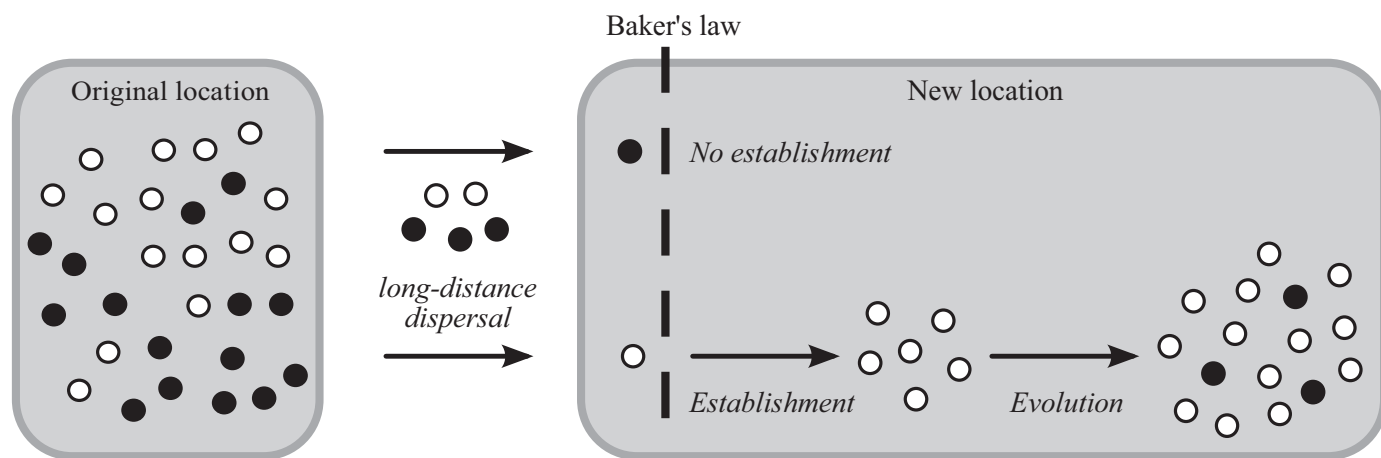 Baker's law
Original location
New location
No establishment
long-distance
dispersal
Establishment
Evolution